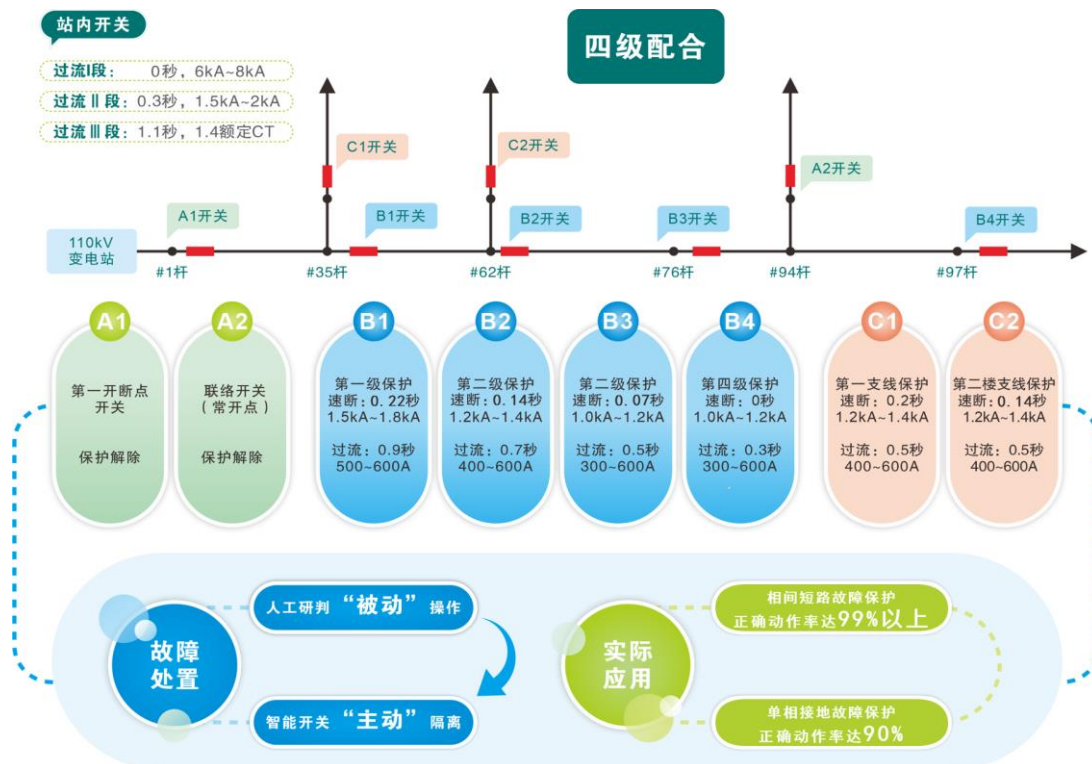 站内开关
四级配合
过流Ⅰ段： 0秒，6kA~8kA
过流Ⅱ段：0.3秒，1.5kA~2kA
过流Ⅲ段：1.1秒，1.4额定CT
C1开关
C2开关
A2开关
A1开关
B1开关
B2开关
B3开关
B4开关
110kV
变电站
#1杆
#35杆
#62杆
#76杆
#94杆
#97杆
A1
第一开断点
开关
保护解除
A2
联络开关
（常开点）
保护解除
B1
第一级保护
速断：0.22秒
1.5kA~1.8kA
过流：0.9秒
500~600A
B2
第二级保护
速断：0.14秒
1.2kA~1.4kA
过流：0.7秒
400~600A
B3
第二级保护
速断：0.07秒
1.0kA~1.2kA
过流：0.5秒
300~600A
B4
第四级保护
速断：0秒
1.0kA~1.2kA
过流：0.3秒
300~600A
C1
第一支线保护
速断：0.2秒
1.2kA~1.4kA
过流：0.5秒
400~600A
C2
第二楼支线保护
速断：0.14秒
1.2kA~1.4kA
过流：0.5秒
400~600A
故障
处置
人工研判“被动”操作
智能开关“主动”隔离
实际
应用
相间短路故障保护
正确动作率达99%以上
单相接地故障保护
正确动作率达90%